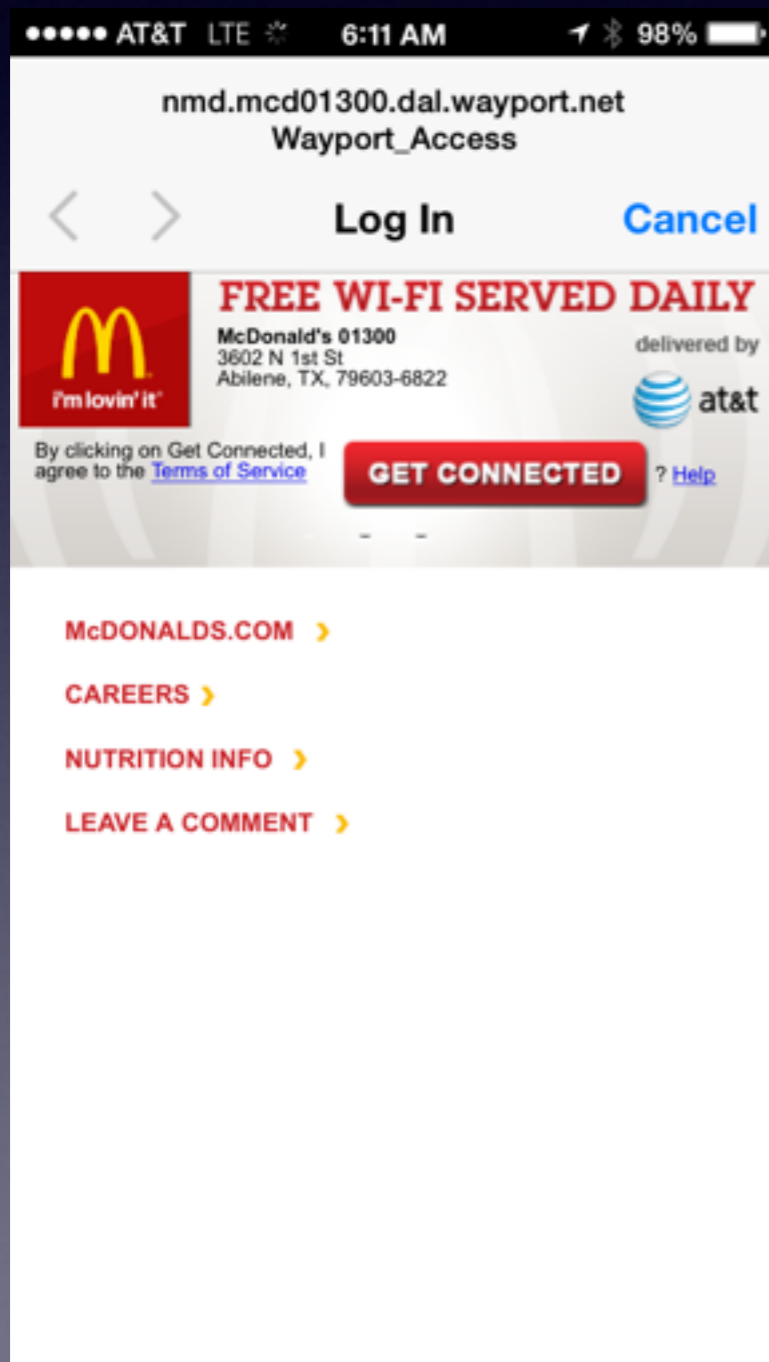 AT&T LTE 6:11 AM 98%
nmd.mcd01300.dal.wayport.net
Wayport_Access
Log In Cancel
FREE WI-FI SERVED DAILY
McDonald's 01300
3602 N 1st St
Abilene, TX, 79603-6822
delivered by
at&t
M
i'm lovin' it
By clicking on Get Connected, I
agree to the Terms of Service
GET CONNECTED
? Help
McDONALDS.COM
CAREERS
NUTRITION INFO
LEAVE A COMMENT